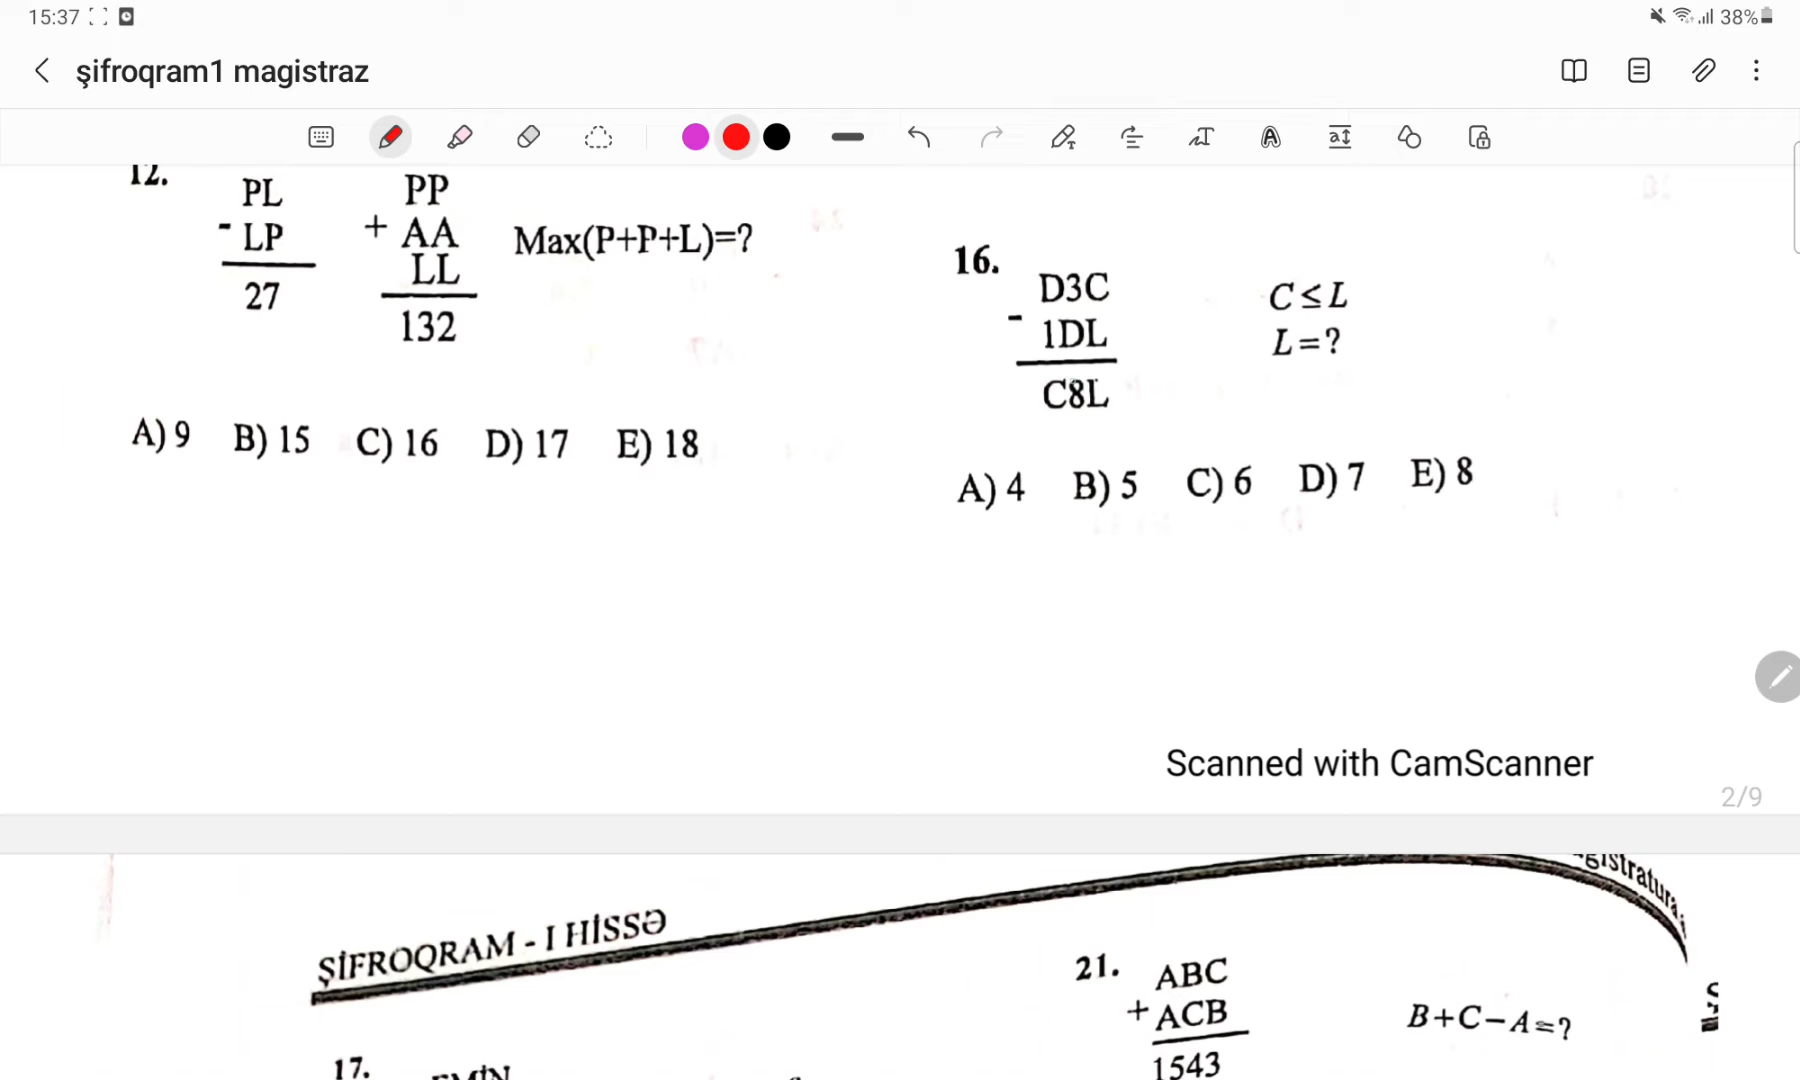 15:37
38%
şifroqram1 magistraz
12.
PL
- LP
27
PP
+ AA
LL
132
Max(P+P+L)=?
A) 9 B) 15 C) 16 D) 17 E) 18
16.
D3C
- 1DL
C8L
C≤L
L=?
A) 4 B) 5 C) 6 D) 7 E) 8
Scanned with CamScanner
2/9
ŞİFROQRAM - I HİSSƏ
17.
21.
ABC
+ ACB
1543
B+C−A=?